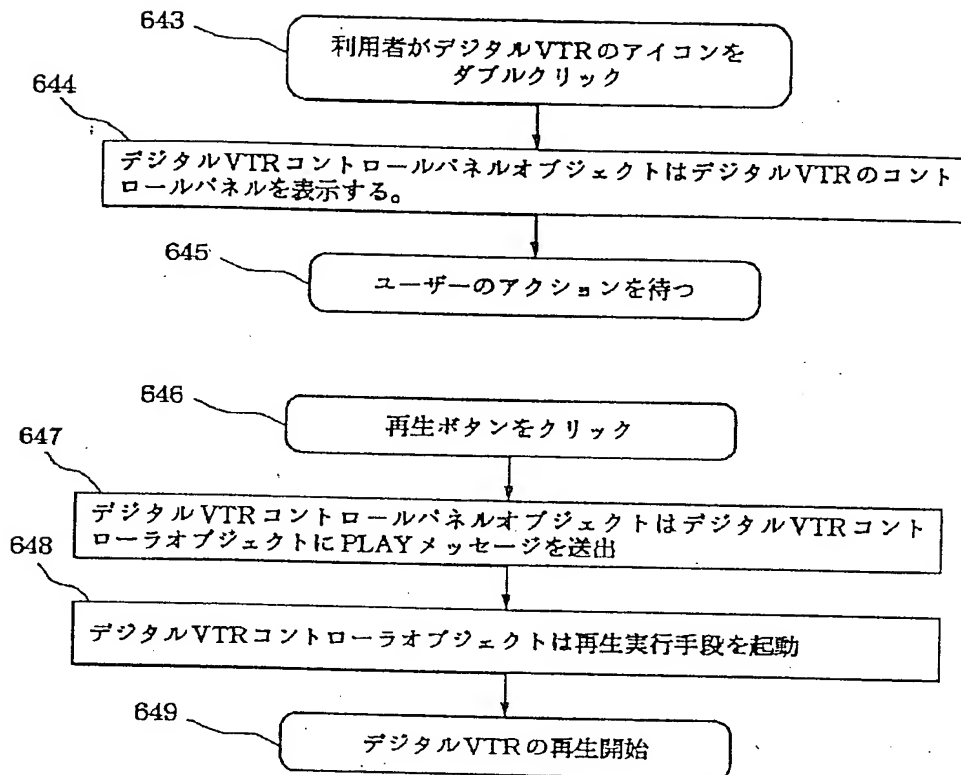 643
利用者がデジタルVTRのアイコンを
ダブルクリック
644
デジタルVTRコントロールパネルオブジェクトはデジタルVTRのコント
ロールパネルを表示する。
645
ユーザーのアクションを待つ
646
再生ボタンをクリック
647
デジタルVTRコントロールパネルオブジェクトはデジタルVTRコント
ローラオブジェクトにPLAYメッセージを送出
648
デジタルVTRコントローラオブジェクトは再生実行手段を起動
649
デジタルVTRの再生開始